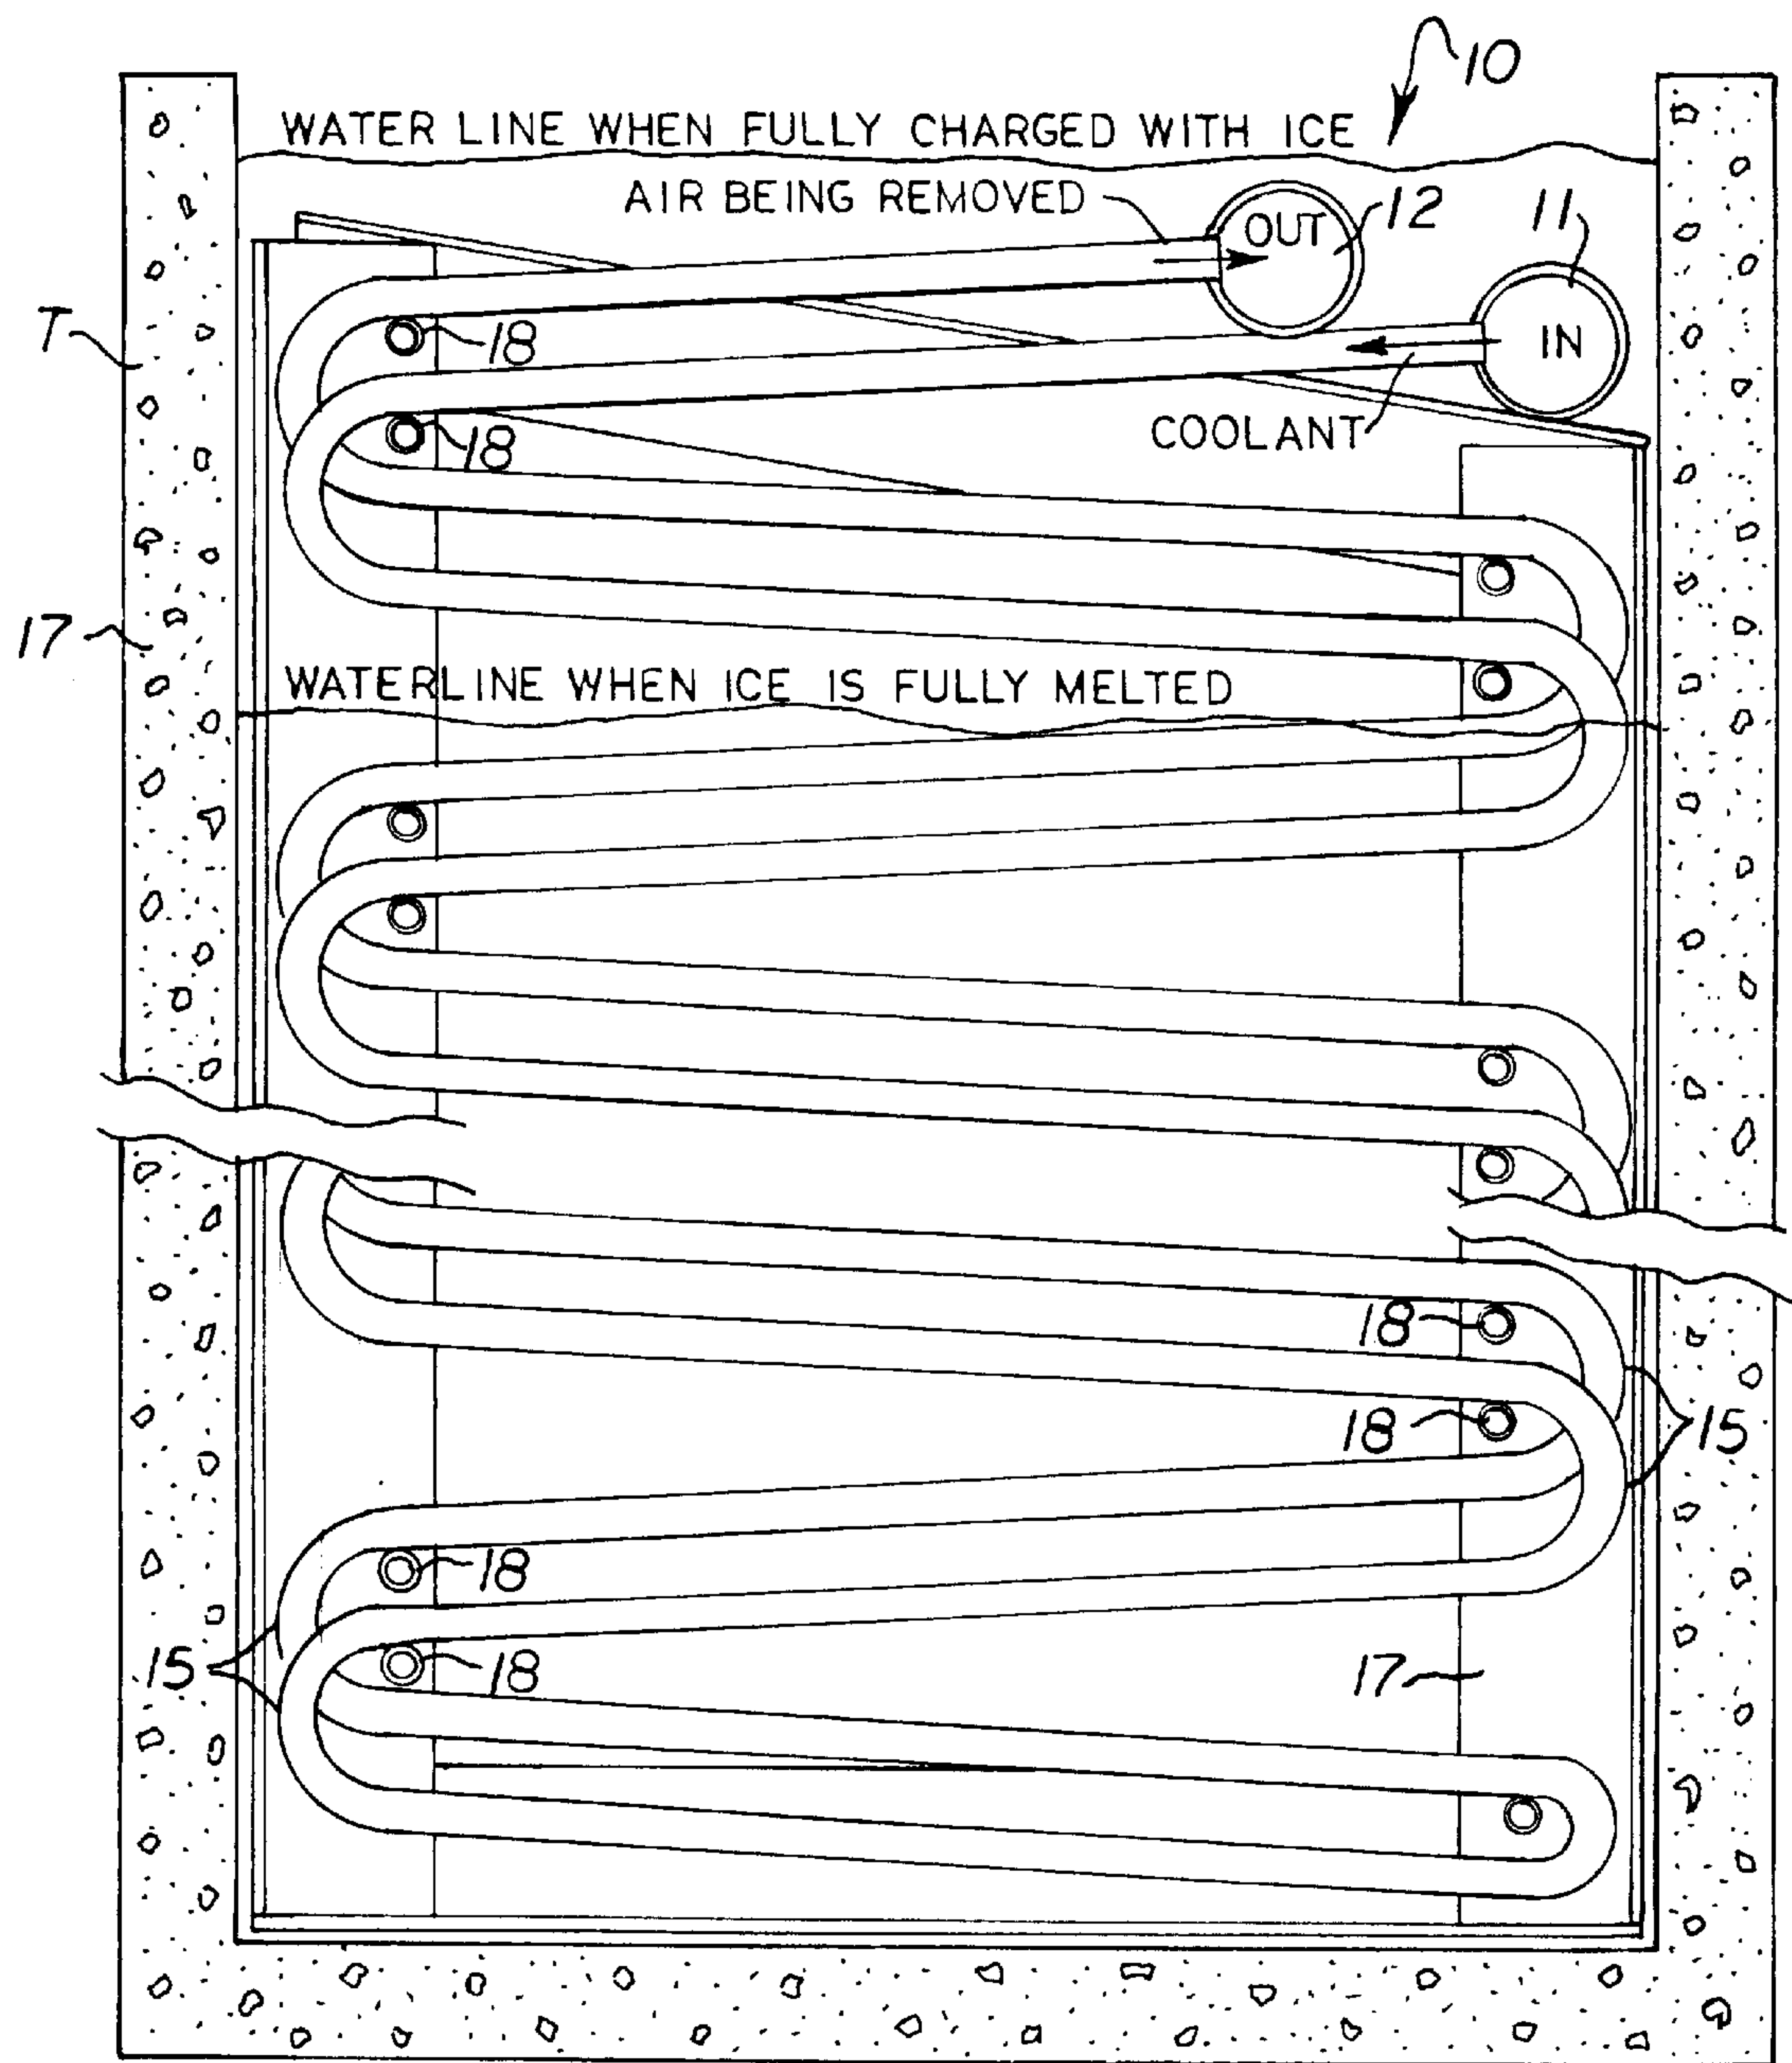 10
WATER LINE WHEN FULLY CHARGED WITH ICE
AIR BEING REMOVED
OUT
12
11
IN
T
18
COOLANT
18
17
WATERLINE WHEN ICE IS FULLY MELTED
18
18
15
18
15
18
17